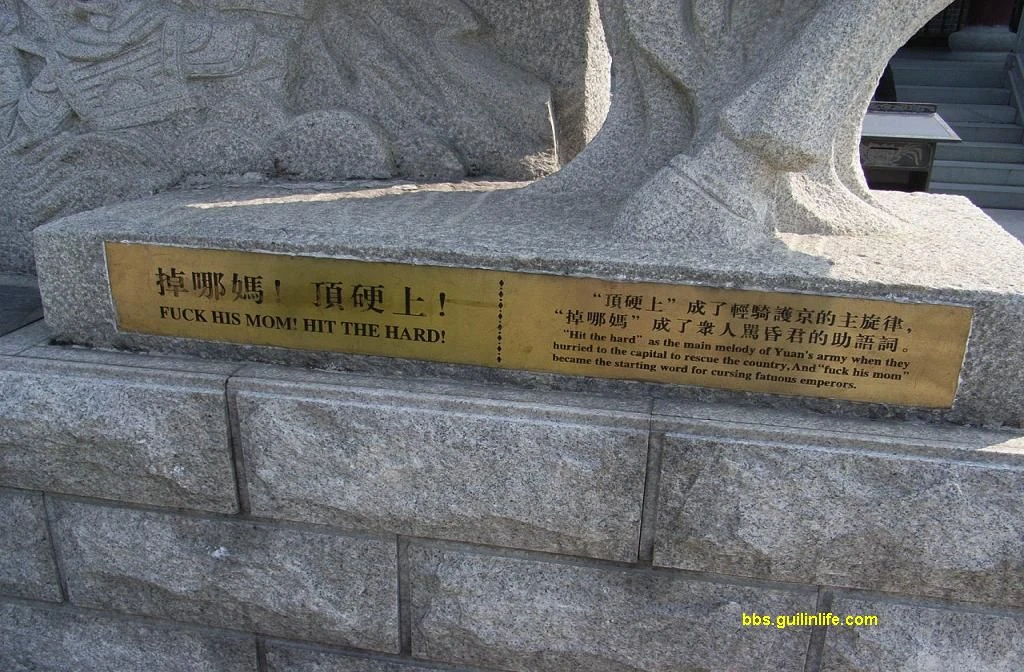 掉哪媽！頂硬上！
FUCK HIS MOM! HIT THE HARD!
“頂硬上”成了輕騎護京的主旋律，
“掉哪媽”成了衆人駡昏君的助語詞。
"Hit the hard" as the main melody of Yuan's army when they
hurried to the capital to rescue the country, And "fuck his mom"
became the starting word for cursing fatuous emperors.
bbs.guilinlife.com